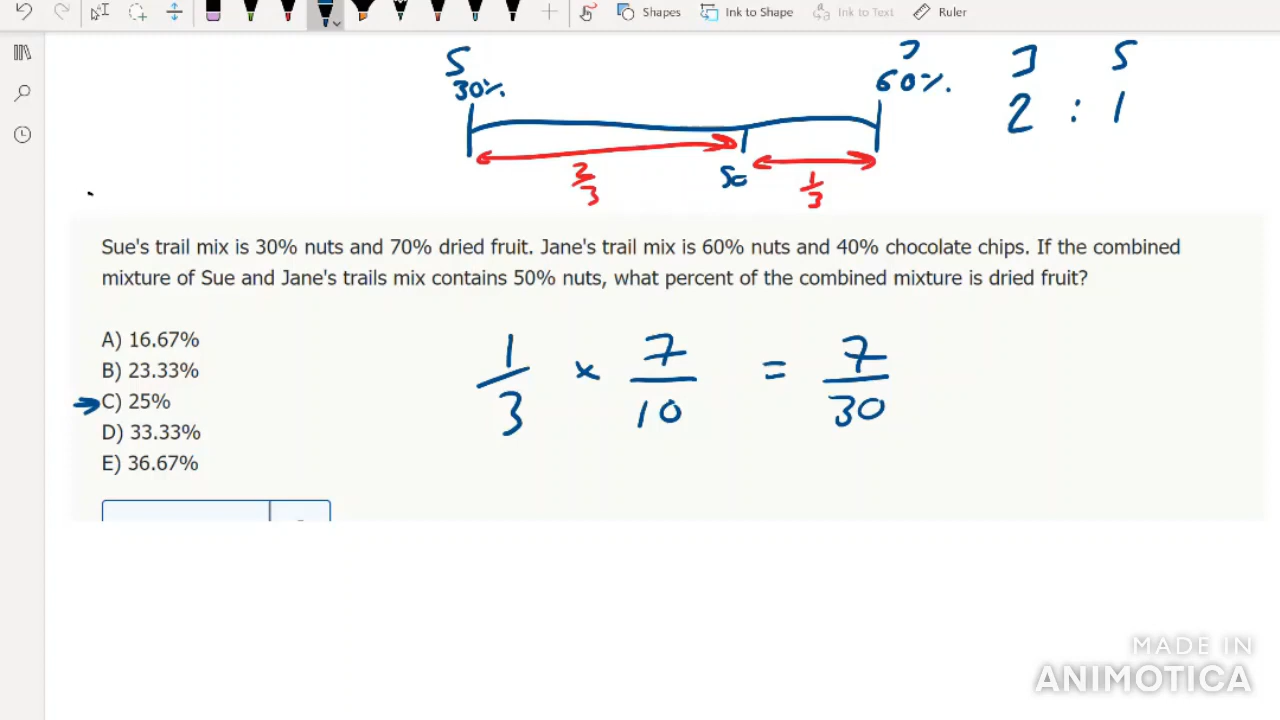 Shapes Ink to Shape Ink to Text Ruler
S J J S
30% 60% 2 : 1
50
2/3 1/3
Sue's trail mix is 30% nuts and 70% dried fruit. Jane's trail mix is 60% nuts and 40% chocolate chips. If the combined
mixture of Sue and Jane's trails mix contains 50% nuts, what percent of the combined mixture is dried fruit?
A) 16.67%
B) 23.33%
C) 25%
D) 33.33%
E) 36.67%
1/3 × 7/10 = 7/30
MADE IN
ANIMOTICA